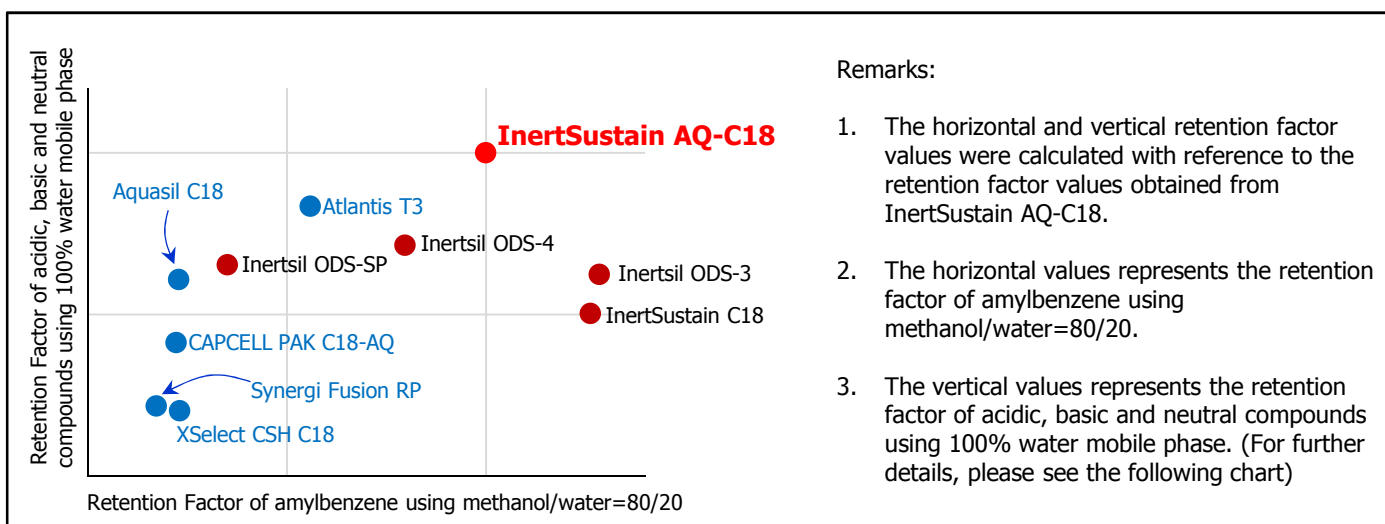 Retention Factor of acidic, basic and neutral
compounds using 100% water mobile phase
InertSustain AQ-C18
Aquasil C18
Atlantis T3
Inertsil ODS-4
Inertsil ODS-SP
Inertsil ODS-3
InertSustain C18
CAPCELL PAK C18-AQ
Synergi Fusion RP
XSelect CSH C18
Retention Factor of amylbenzene using methanol/water=80/20
Remarks:
1. The horizontal and vertical retention factor
values were calculated with reference to the
retention factor values obtained from
InertSustain AQ-C18.
2. The horizontal values represents the retention
factor of amylbenzene using
methanol/water=80/20.
3. The vertical values represents the retention
factor of acidic, basic and neutral compounds
using 100% water mobile phase. (For further
details, please see the following chart)